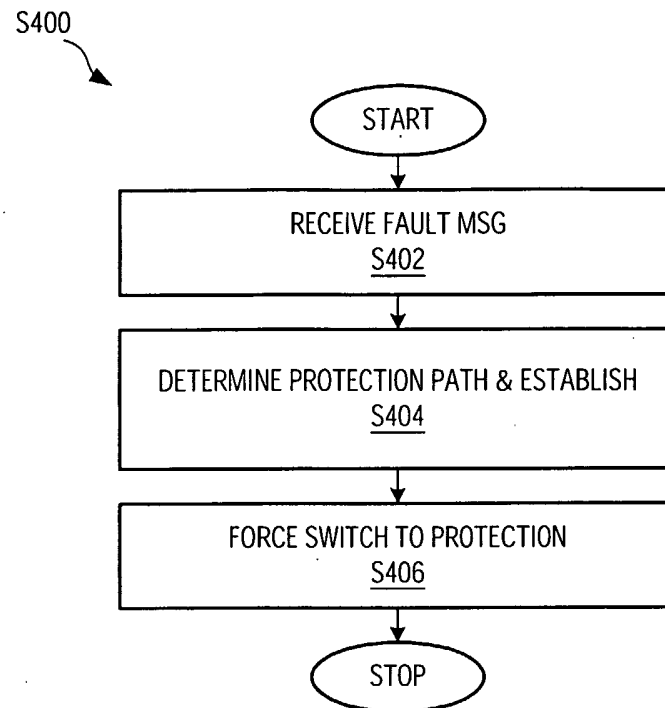 S400
START
RECEIVE FAULT MSG
S402
DETERMINE PROTECTION PATH & ESTABLISH
S404
FORCE SWITCH TO PROTECTION
S406
STOP